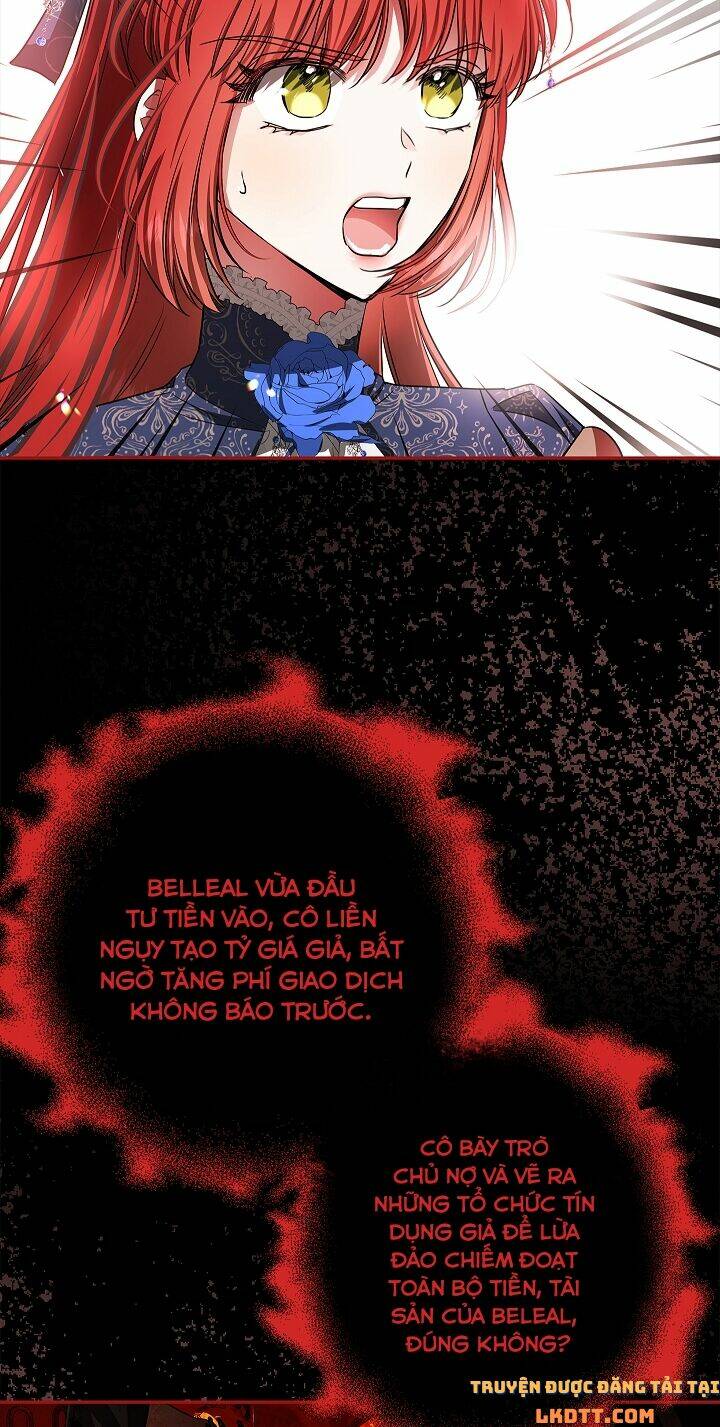 BELLEAL VỪA ĐẦU
TƯ TIỀN VÀO, CÔ LIỀN
NGỤY TẠO TỶ GIÁ GIẢ, BẤT
NGỜ TĂNG PHÍ GIAO DỊCH
KHÔNG BÁO TRƯỚC.
CÔ BÀY TRÒ
CHỦ NỢ VÀ VẼ RA
NHỮNG TỔ CHỨC TÍN
DỤNG GIẢ ĐỂ LỪA
ĐẢO CHIẾM ĐOẠT
TOÀN BỘ TIỀN, TÀI
SẢN CỦA BELEAL,
ĐÚNG KHÔNG?
TRUYỆN ĐƯỢC ĐĂNG TẢI TẠI
LKDTT.COM